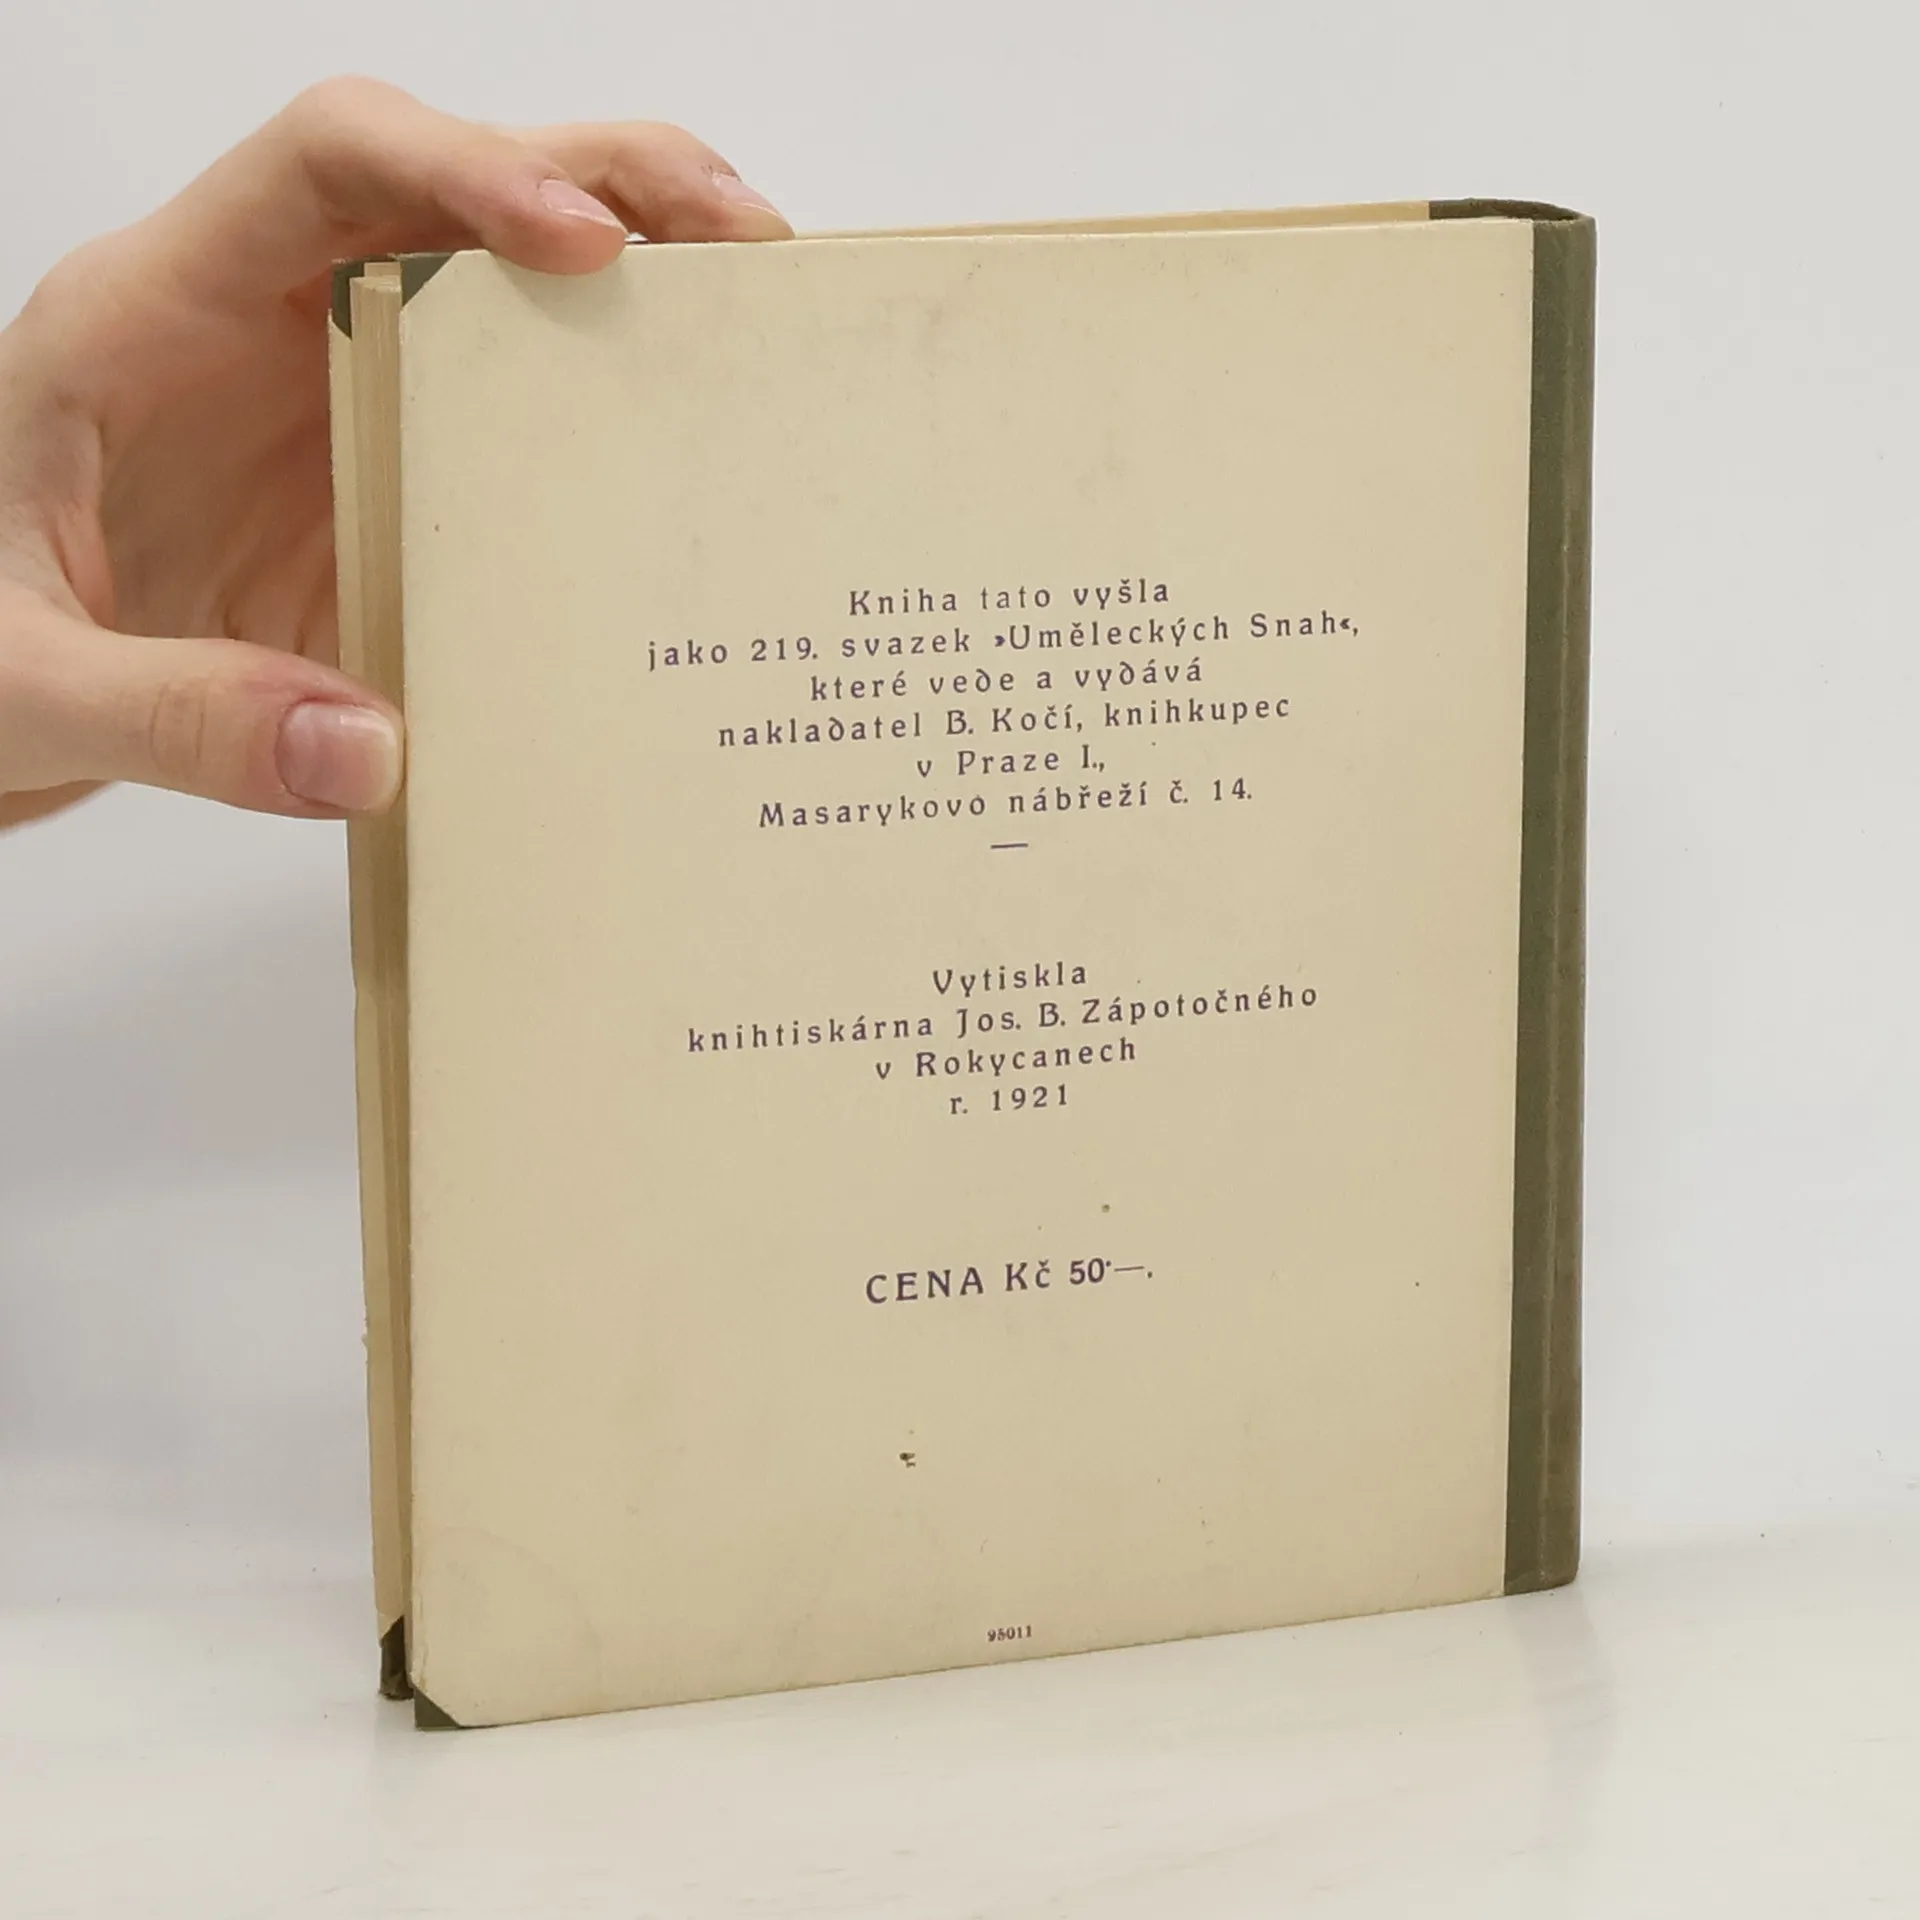 Kniha tato vyšla
jako 219. svazek »Uměleckých Snah«,
které vede a vydává
nakladatel B. Kočí, knihkupec
v Praze I.,
Masarykovo nábřeží č. 14.
—
Vytiskla
knihtiskárna Jos. B. Zápotočného
v Rokycanech
r. 1921
CENA Kč 50·—.
95011